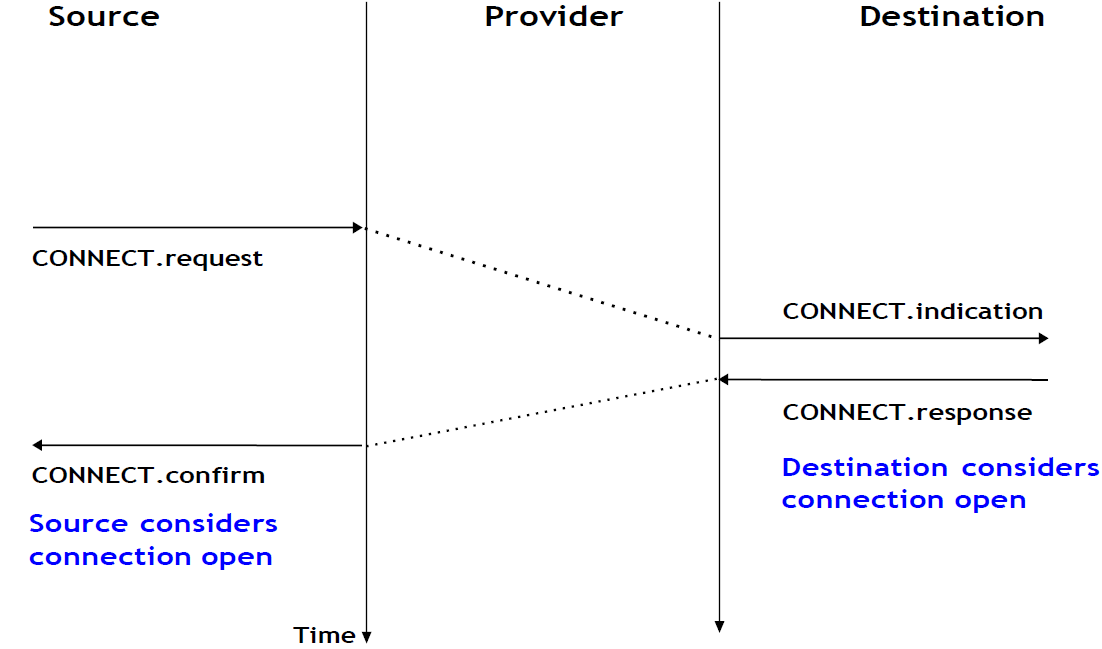 Source Provider Destination
CONNECT.request
CONNECT.indication
CONNECT.response
CONNECT.confirm
Destination considers
connection open
Source considers
connection open
Time